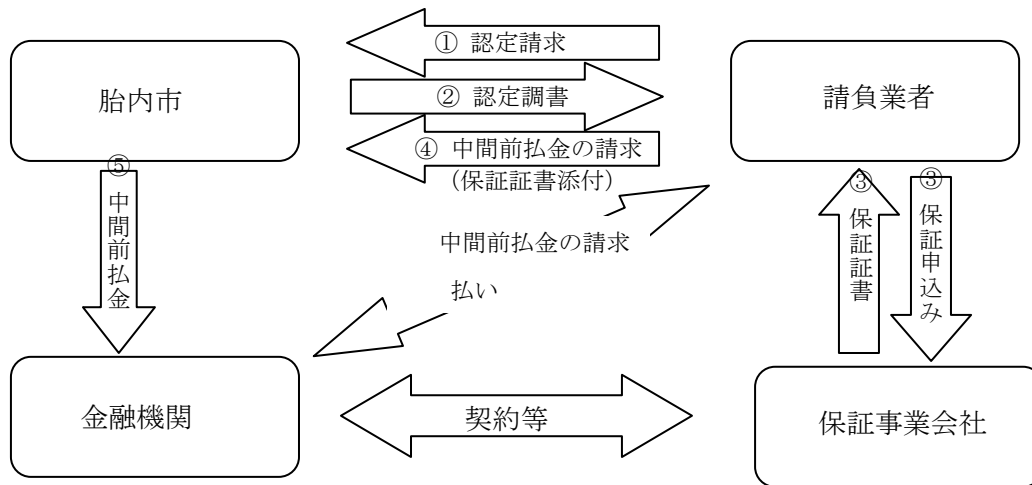 ① 認定請求
胎内市
② 認定調書
請負業者
④ 中間前払金の請求
（保証証書添付）
⑤
中間前払金
中間前払金の請求
払い
③
保証証書
③
保証申込み
金融機関
契約等
保証事業会社